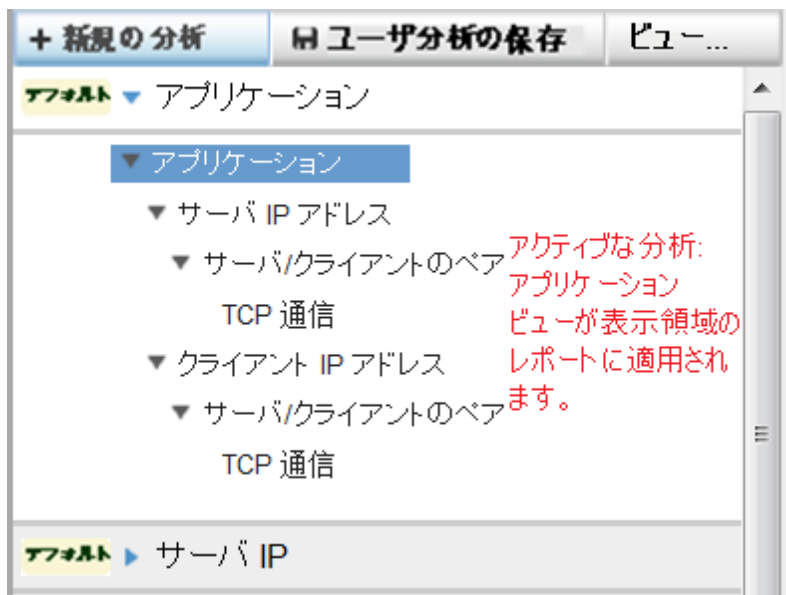 + 新規の分析 ユーザ分析の保存 ビュー...
デフォルト アプリケーション
アプリケーション
サーバ IP アドレス
サーバ/クライアントのペア
TCP 通信
クライアント IP アドレス
サーバ/クライアントのペア
TCP 通信
アクティブな分析:
アプリケーション
ビューが表示領域の
レポートに適用され
ます。
デフォルト サーバ IP